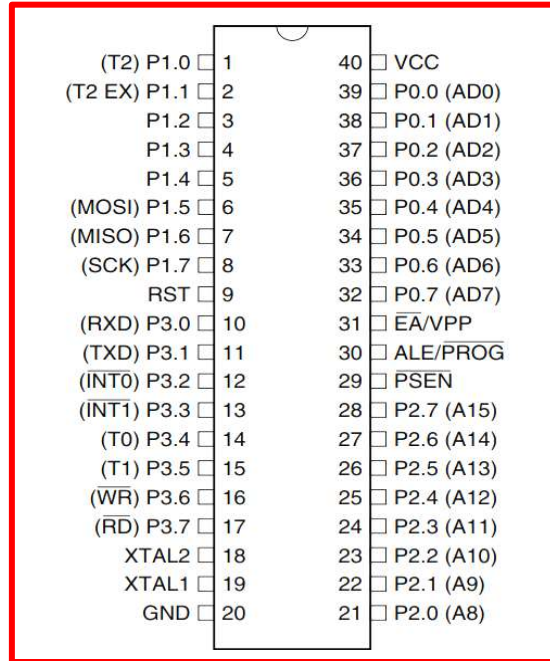 (T2) P1.0 1 40 VCC
(T2 EX) P1.1 2 39 P0.0 (AD0)
P1.2 3 38 P0.1 (AD1)
P1.3 4 37 P0.2 (AD2)
P1.4 5 36 P0.3 (AD3)
(MOSI) P1.5 6 35 P0.4 (AD4)
(MISO) P1.6 7 34 P0.5 (AD5)
(SCK) P1.7 8 33 P0.6 (AD6)
RST 9 32 P0.7 (AD7)
(RXD) P3.0 10 31 E̅A̅/VPP
(TXD) P3.1 11 30 ALE/P̅R̅O̅G̅
(I̅N̅T̅0̅) P3.2 12 29 P̅S̅E̅N̅
(I̅N̅T̅1̅) P3.3 13 28 P2.7 (A15)
(T0) P3.4 14 27 P2.6 (A14)
(T1) P3.5 15 26 P2.5 (A13)
(W̅R̅) P3.6 16 25 P2.4 (A12)
(R̅D̅) P3.7 17 24 P2.3 (A11)
XTAL2 18 23 P2.2 (A10)
XTAL1 19 22 P2.1 (A9)
GND 20 21 P2.0 (A8)